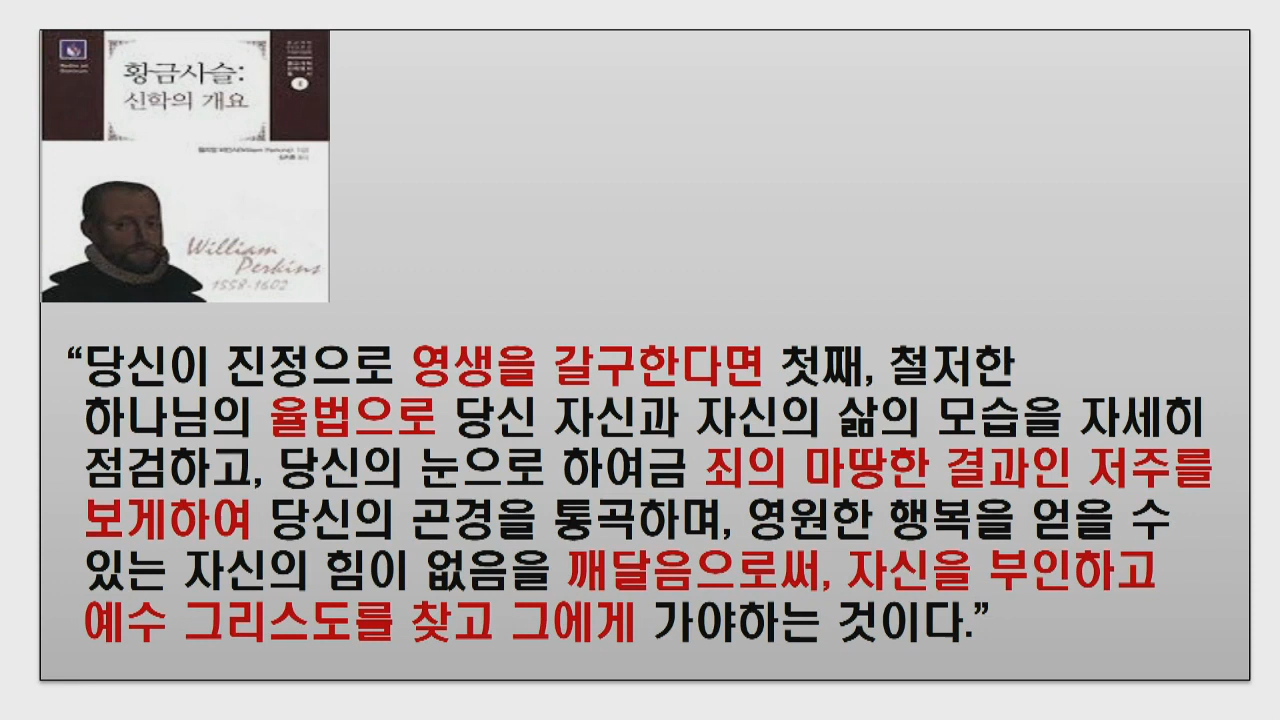 황금사슬:
신학의 개요
William
Perkins
1558-1602
“당신이 진정으로 영생을 갈구한다면 첫째, 철저한
하나님의 율법으로 당신 자신과 자신의 삶의 모습을 자세히
점검하고, 당신의 눈으로 하여금 죄의 마땅한 결과인 저주를
보게하여 당신의 곤경을 통곡하며, 영원한 행복을 얻을 수
있는 자신의 힘이 없음을 깨달음으로써, 자신을 부인하고
예수 그리스도를 찾고 그에게 가야하는 것이다.”